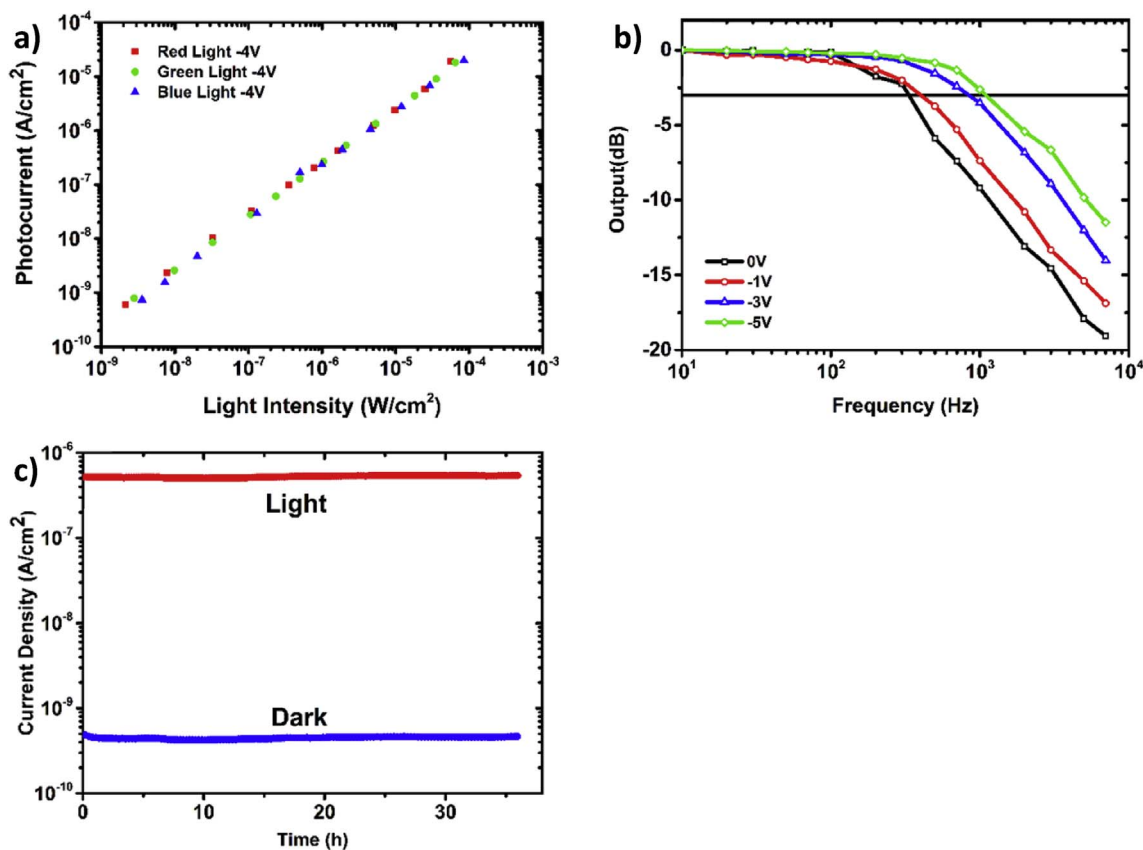 a)
Photocurrent (A/cm²)
10⁻⁴
10⁻⁵
10⁻⁶
10⁻⁷
10⁻⁸
10⁻⁹
10⁻¹⁰
Red Light -4V
Green Light -4V
Blue Light -4V
10⁻⁹ 10⁻⁸ 10⁻⁷ 10⁻⁶ 10⁻⁵ 10⁻⁴ 10⁻³
Light Intensity (W/cm²)
b)
Output(dB)
0
-5
-10
-15
-20
0V
-1V
-3V
-5V
10¹ 10² 10³ 10⁴
Frequency (Hz)
c)
Current Density (A/cm²)
10⁻⁶
10⁻⁷
10⁻⁸
10⁻⁹
10⁻¹⁰
Light
Dark
0 10 20 30
Time (h)